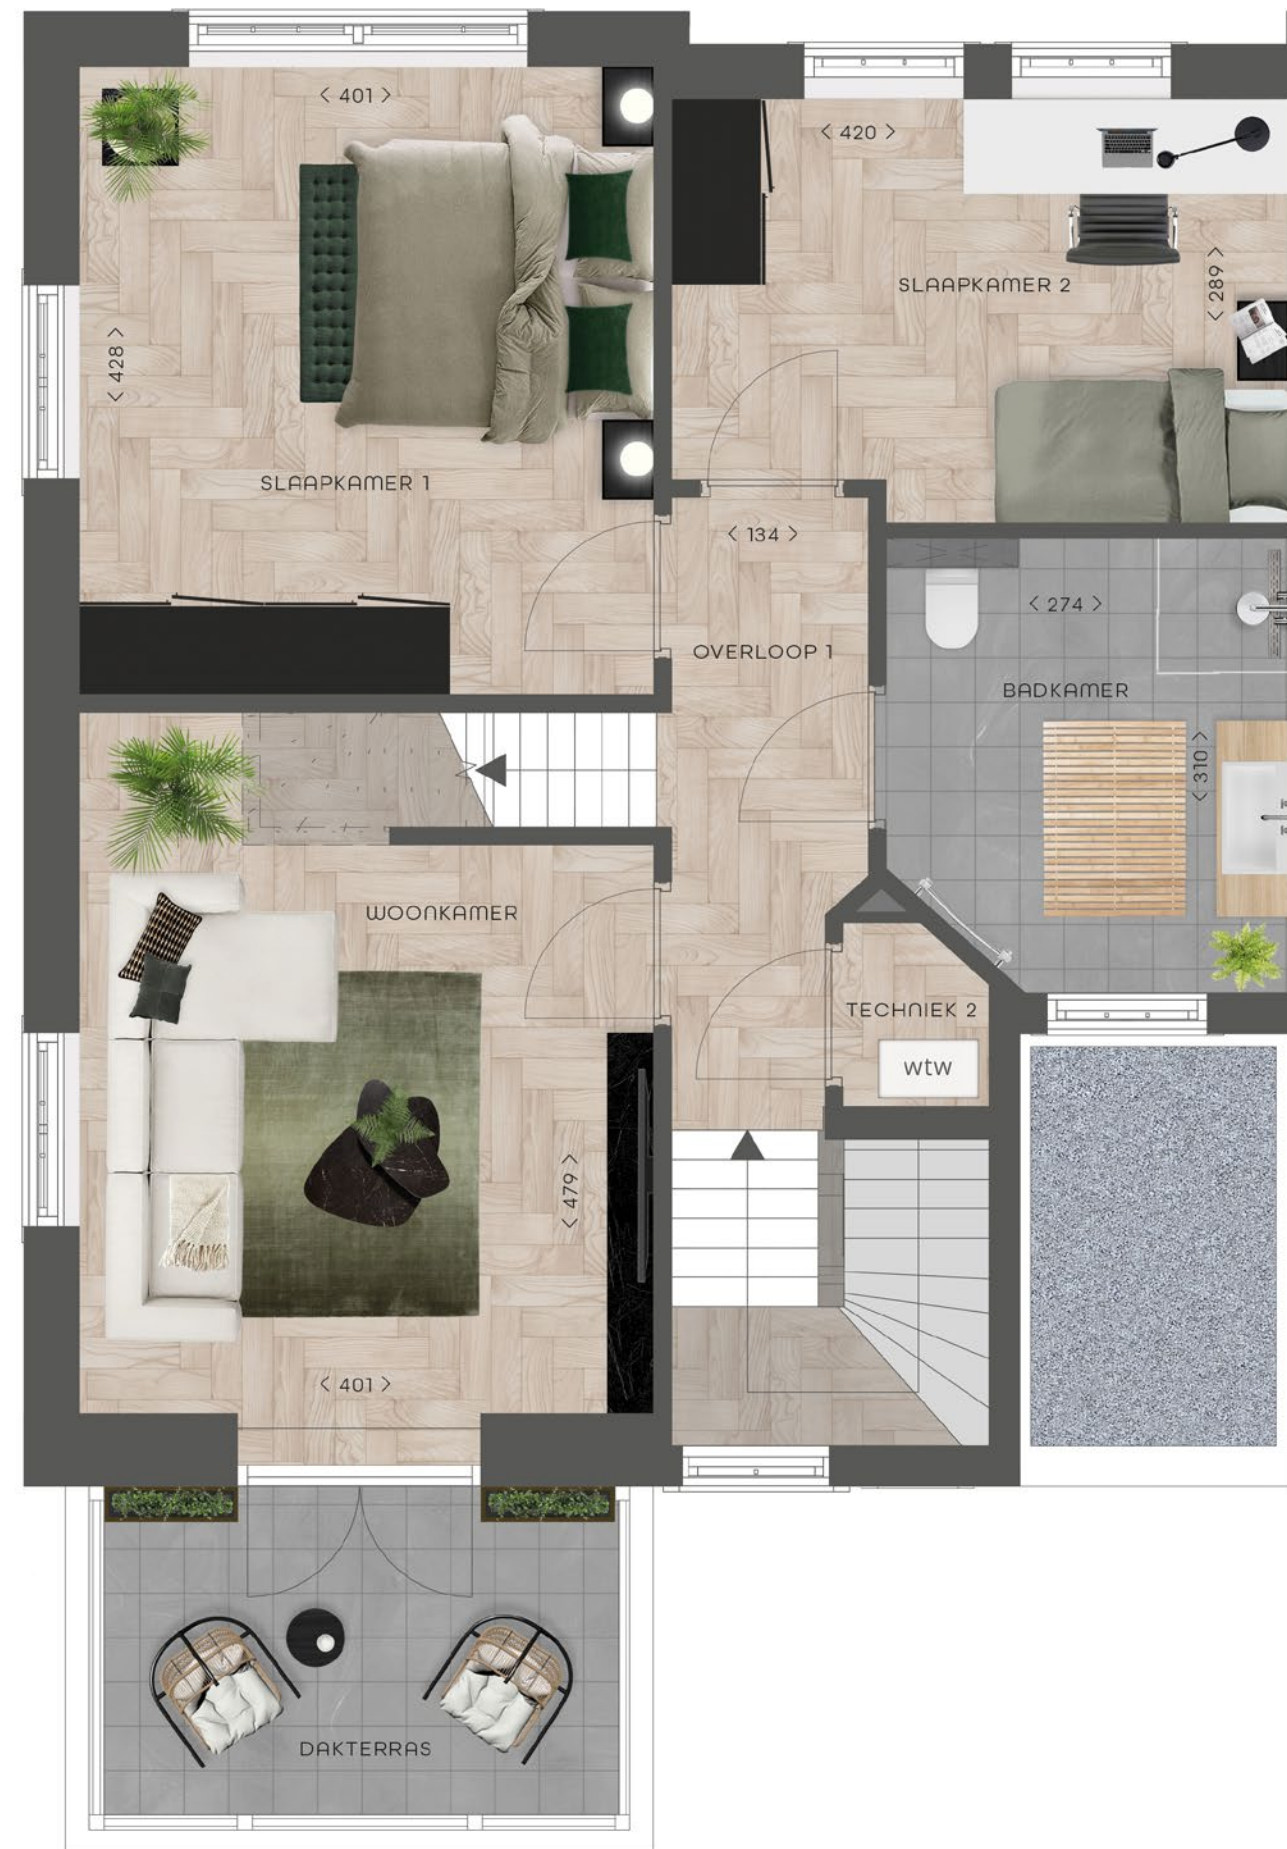 < 401 >
< 420 >
SLAAPKAMER 2
< 289 >
< 428 >
SLAAPKAMER 1
< 134 >
< 274 >
OVERLOOP 1
BADKAMER
< 310 >
WOONKAMER
TECHNIEK 2
wtw
< 479 >
< 401 >
DAKTERRAS